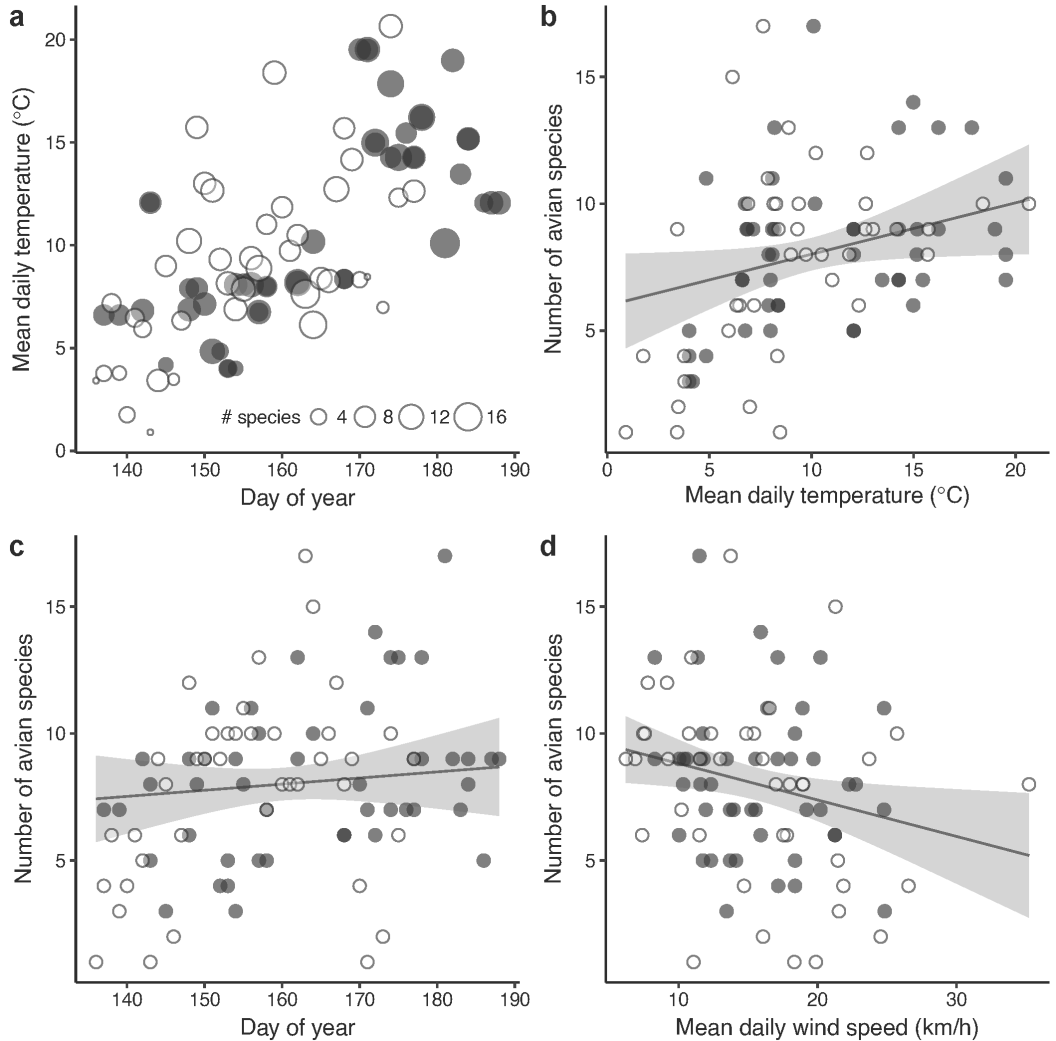 a
Mean daily temperature (°C)
20
15
10
5
0
# species 4 8 12 16
140 150 160 170 180 190
Day of year
b
Number of avian species
15
10
5
0 5 10 15 20
Mean daily temperature (°C)
c
Number of avian species
15
10
5
140 150 160 170 180 190
Day of year
d
Number of avian species
15
10
5
10 20 30
Mean daily wind speed (km/h)